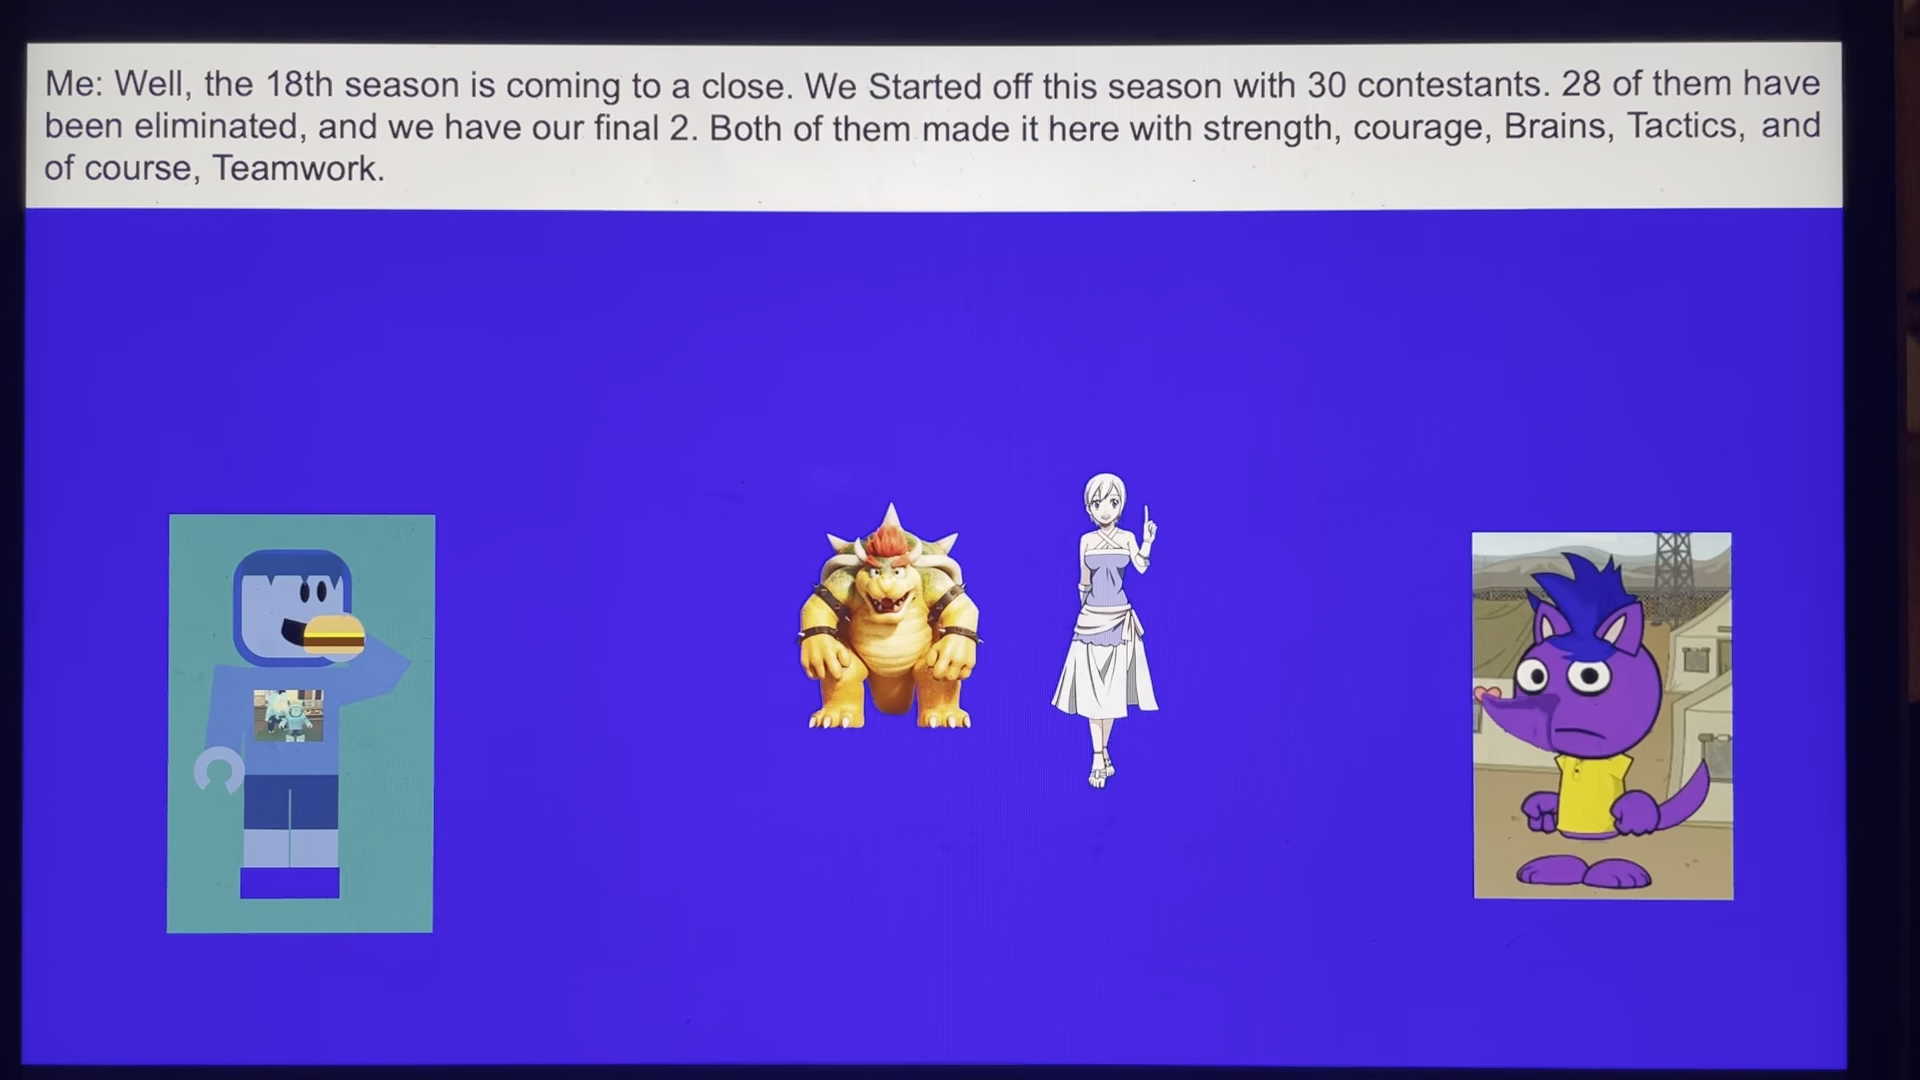 Me: Well, the 18th season is coming to a close. We Started off this season with 30 contestants. 28 of them have
been eliminated, and we have our final 2. Both of them made it here with strength, courage, Brains, Tactics, and
of course, Teamwork.